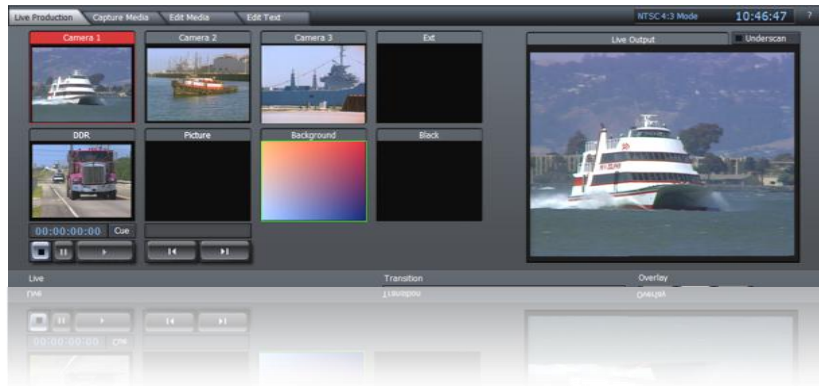 Live Production Capture Media Edit Media Edit Text NTSC 4:3 Mode 10:46:47 ?
Camera 1 Camera 2 Camera 3 Ext Live Output Underscan
DDR Picture Background Black
00:00:00:00 Cue
Live Transition Overlay